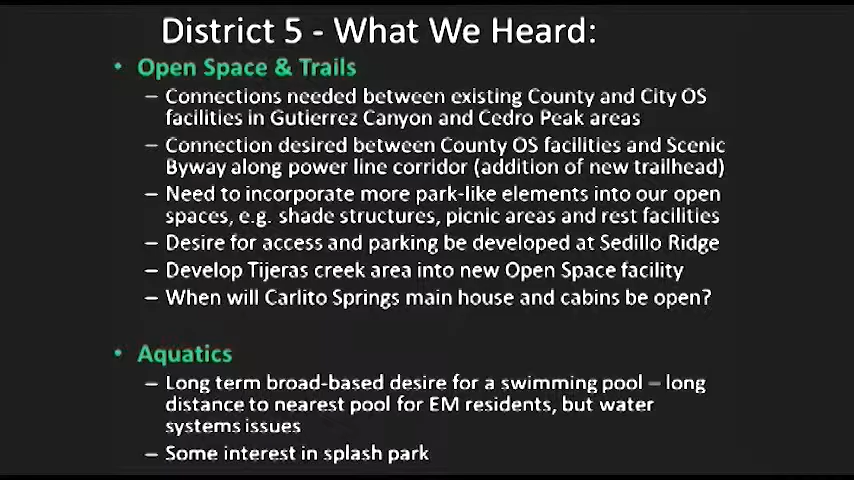 District 5 - What We Heard:
• Open Space & Trails
– Connections needed between existing County and City OS
facilities in Gutierrez Canyon and Cedro Peak areas
– Connection desired between County OS facilities and Scenic
Byway along power line corridor (addition of new trailhead)
– Need to incorporate more park-like elements into our open
spaces, e.g. shade structures, picnic areas and rest facilities
– Desire for access and parking be developed at Sedillo Ridge
– Develop Tijeras creek area into new Open Space facility
– When will Carlito Springs main house and cabins be open?
• Aquatics
– Long term broad-based desire for a swimming pool – long
distance to nearest pool for EM residents, but water
systems issues
– Some interest in splash park